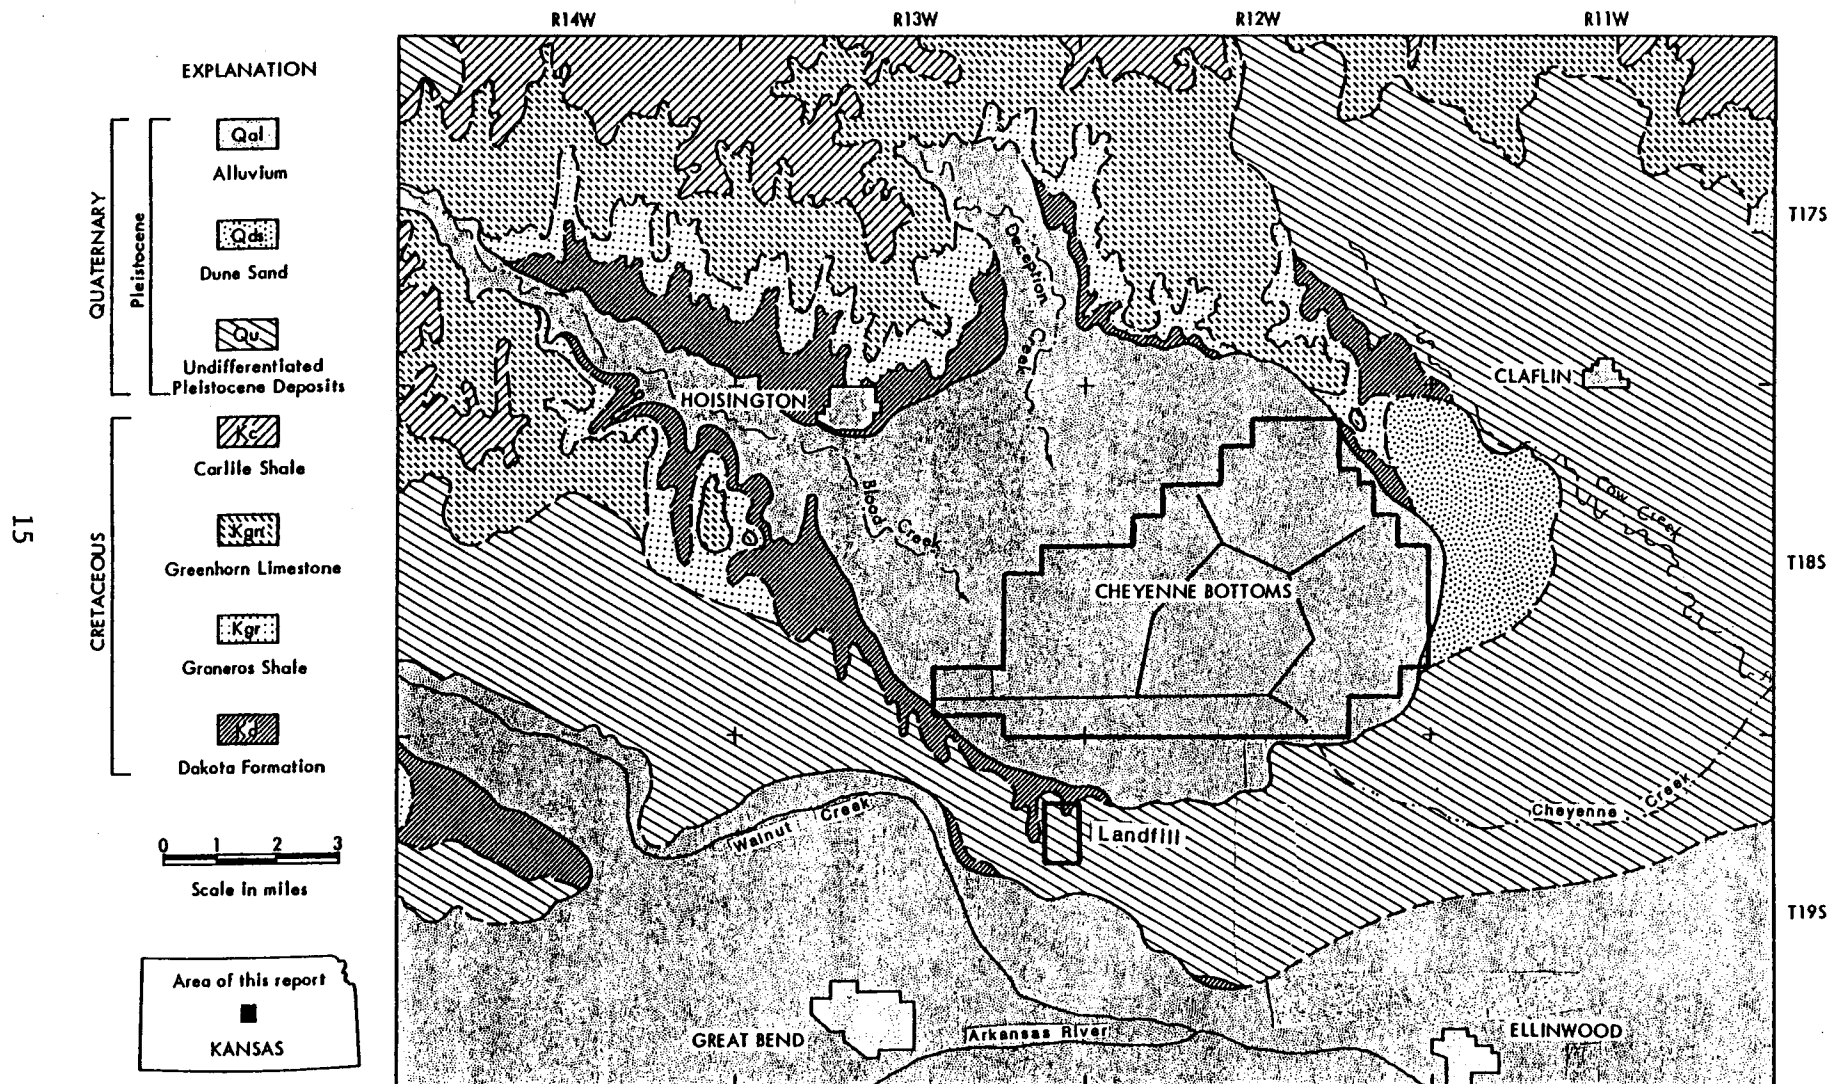 R14W
R13W
R12W
R11W
EXPLANATION
QUATERNARY
Pleistocene
Qal
Alluvium
Qds
Dune Sand
Qu
Undifferentiated
Pleistocene Deposits
CRETACEOUS
Kc
Carlile Shale
Kgn
Greenhorn Limestone
Kgr
Graneros Shale
Kd
Dakota Formation
0 1 2 3
Scale in miles
Area of this report
KANSAS
15
T17S
T18S
T19S
Deception
Creek
HOISINGTON
CLAFLIN
Blood Creek
Cow Creek
CHEYENNE BOTTOMS
Walnut Creek
Landfill
Cheyenne Creek
GREAT BEND
Arkansas River
ELLINWOOD